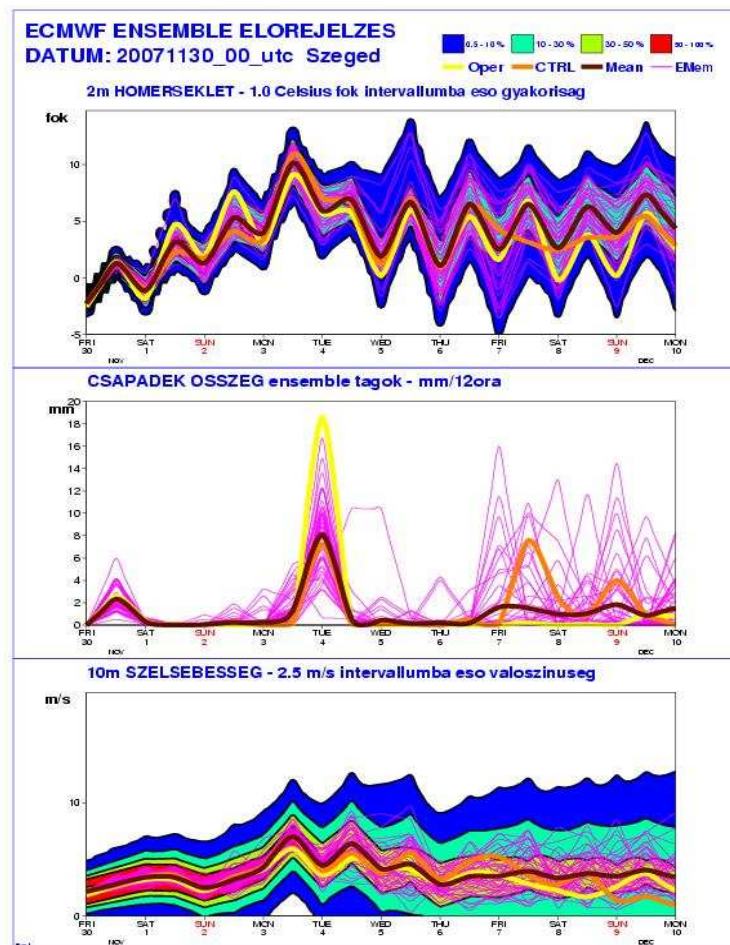 ECMWF ENSEMBLE ELOREJELZES
DATUM: 20071130_00_utc Szeged
0.5 - 10 % 10 - 30 % 30 - 50 % 50 - 100 %
Oper CTRL Mean EMem
2m HOMERSEKLET - 1.0 Celsius fok intervallumba eso gyakorisag
fok
10
5
0
-5
FRI SAT SUN MON TUE WED THU FRI SAT SUN MON
30 1 2 3 4 5 6 7 8 9 10
NOV DEC
CSAPADEK OSSZEG ensemble tagok - mm/12ora
mm
20
18
16
14
12
10
8
6
4
2
0
FRI SAT SUN MON TUE WED THU FRI SAT SUN MON
30 1 2 3 4 5 6 7 8 9 10
NOV DEC
10m SZELSEBESSEG - 2.5 m/s intervallumba eso valoszinuseg
m/s
10
0
FRI SAT SUN MON TUE WED THU FRI SAT SUN MON
30 1 2 3 4 5 6 7 8 9 10
NOV DEC